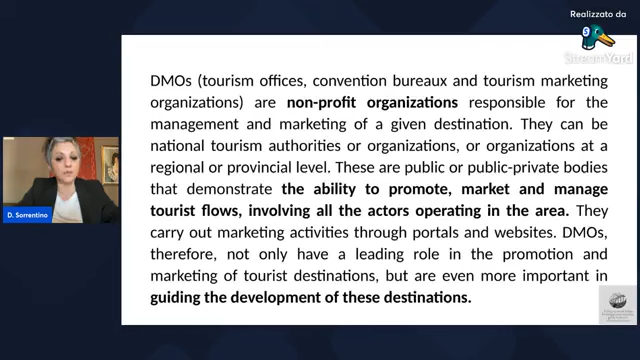 Realizzato da
StreamYard
DMOs (tourism offices, convention bureaux and tourism marketing
organizations) are non-profit organizations responsible for the
management and marketing of a given destination. They can be
national tourism authorities or organizations, or organizations at a
regional or provincial level. These are public or public-private bodies
that demonstrate the ability to promote, market and manage
tourist flows, involving all the actors operating in the area. They
carry out marketing activities through portals and websites. DMOs,
therefore, not only have a leading role in the promotion and
marketing of tourist destinations, but are even more important in
guiding the development of these destinations.
D. Sorrentino